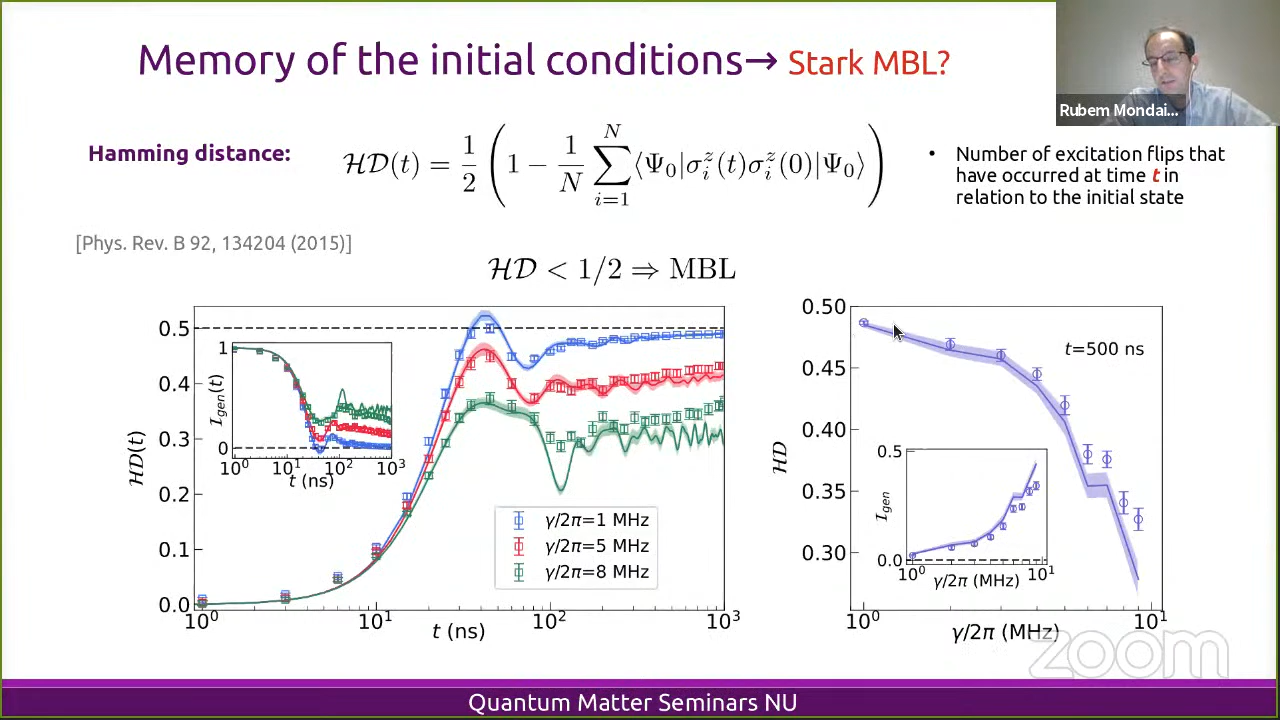 Memory of the initial conditions→ Stark MBL?
Rubem Mondai...
Hamming distance:
ℋ𝒟(t) = 1/2 ( 1 − 1/N ∑_{i=1}^{N} ⟨Ψ₀|σᵢᶻ(t)σᵢᶻ(0)|Ψ₀⟩ )
• Number of excitation flips that
have occurred at time t in
relation to the initial state
[Phys. Rev. B 92, 134204 (2015)]
ℋ𝒟 < 1/2 ⇒ MBL
ℋ𝒟(t)
0.5
0.4
0.3
0.2
0.1
0.0
10⁰ 10¹ 10² 10³
t (ns)
ℐ_gen(t)
1
0
10⁰ 10¹ 10² 10³
t (ns)
γ/2π=1 MHz
γ/2π=5 MHz
γ/2π=8 MHz
ℋ𝒟
0.50
0.45
0.40
0.35
0.30
t=500 ns
10⁰ 10¹
γ/2π (MHz)
ℐ_gen
0.5
0.0
10⁰ 10¹
γ/2π (MHz)
zoom
Quantum Matter Seminars NU